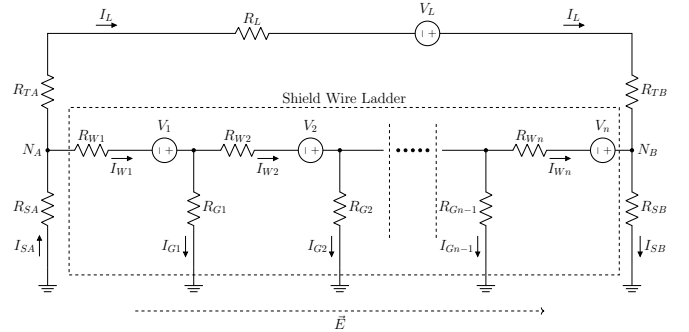 I_L R_L V_L I_L
R_TA R_TB
Shield Wire Ladder
N_A R_W1 V_1 R_W2 V_2 R_Wn V_n N_B
I_W1 I_W2 I_Wn
R_SA R_G1 R_G2 R_Gn−1 R_SB
I_SA I_G1 I_G2 I_Gn−1 I_SB
E⃗